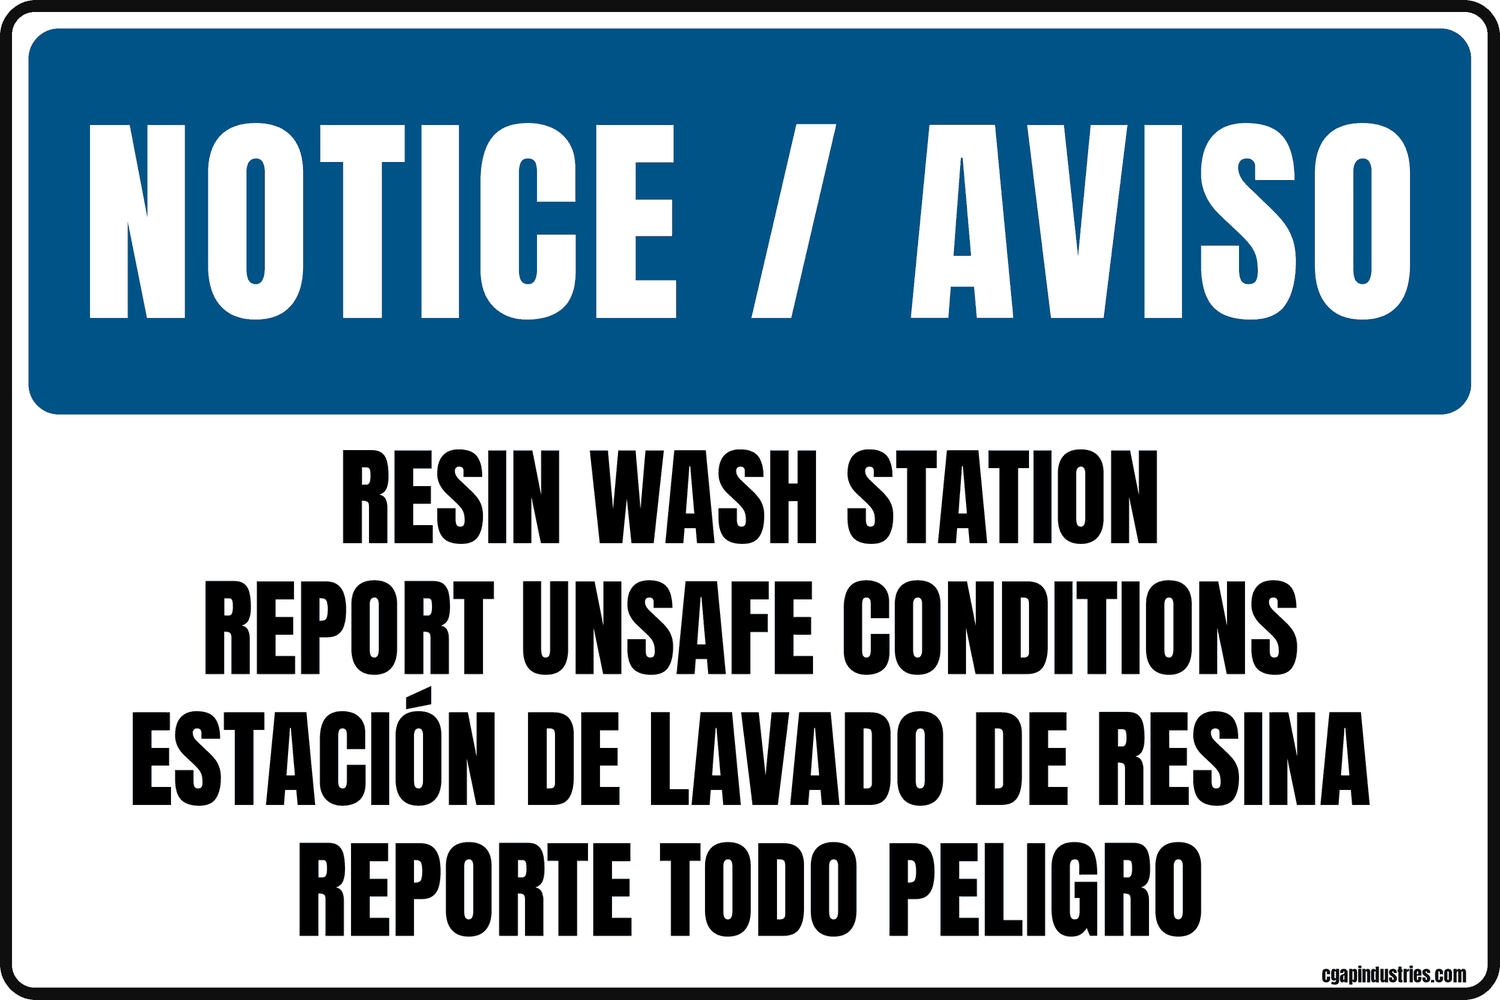 NOTICE / AVISO
RESIN WASH STATION
REPORT UNSAFE CONDITIONS
ESTACIÓN DE LAVADO DE RESINA
REPORTE TODO PELIGRO
cgapindustries.com